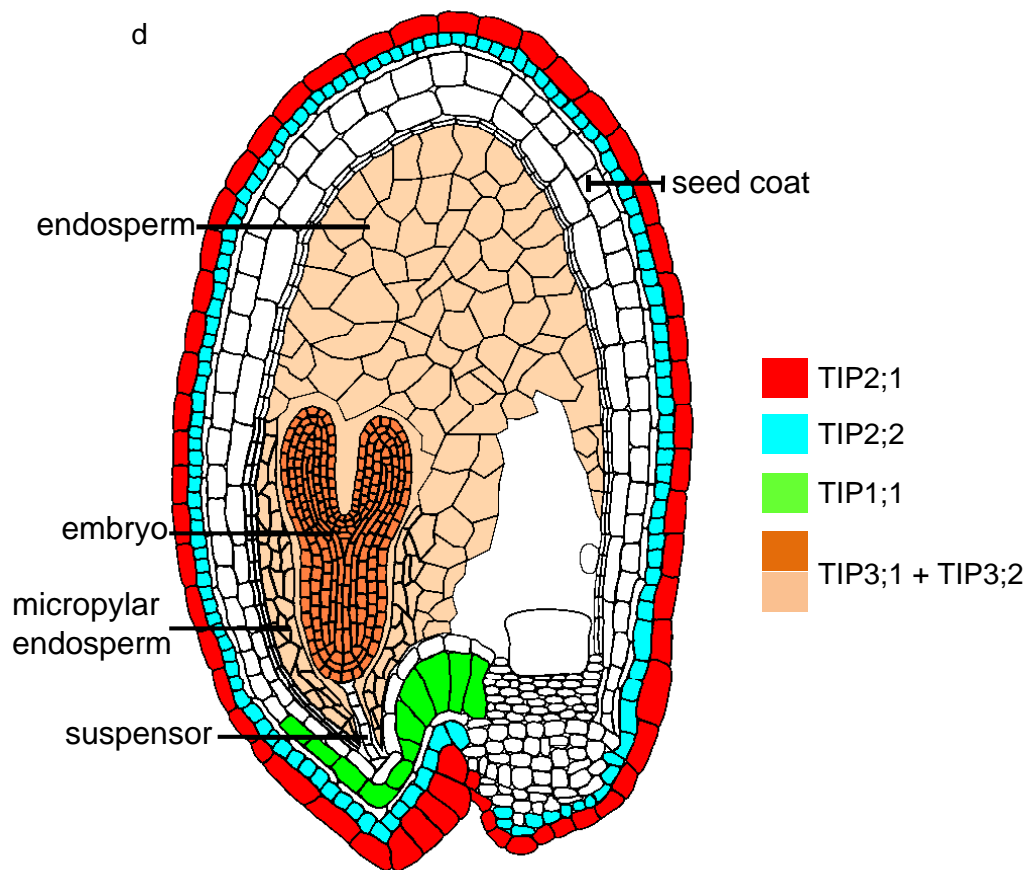 d
seed coat
endosperm
TIP2;1
TIP2;2
TIP1;1
embryo
TIP3;1 + TIP3;2
micropylar
endosperm
suspensor